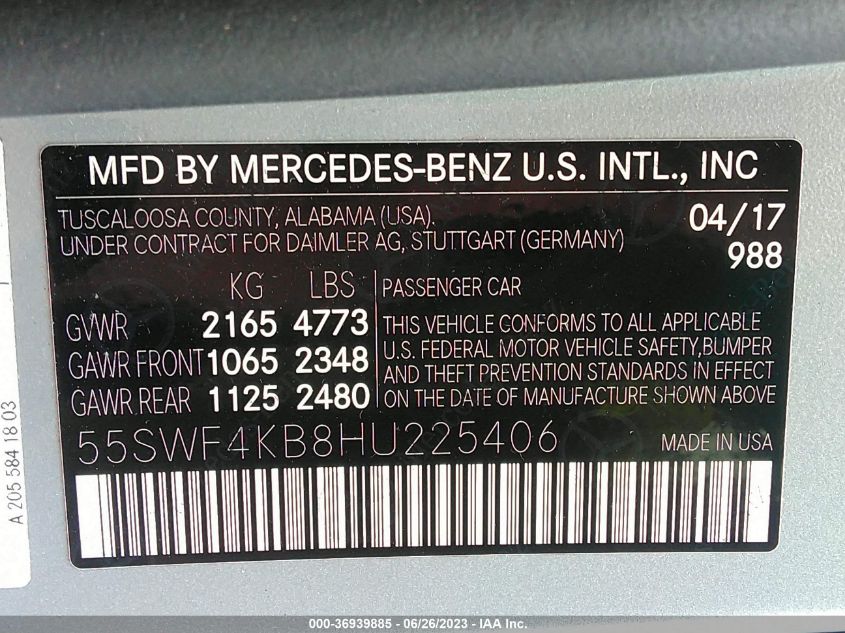 MFD BY MERCEDES-BENZ U.S. INTL., INC
TUSCALOOSA COUNTY, ALABAMA (USA).
UNDER CONTRACT FOR DAIMLER AG, STUTTGART (GERMANY)
04/17
988
KG LBS
GVWR 2165 4773
GAWR FRONT 1065 2348
GAWR REAR 1125 2480
PASSENGER CAR
THIS VEHICLE CONFORMS TO ALL APPLICABLE
U.S. FEDERAL MOTOR VEHICLE SAFETY,BUMPER
AND THEFT PREVENTION STANDARDS IN EFFECT
ON THE DATE OF MANUFACTURE SHOWN ABOVE
55SWF4KB8HU225406
MADE IN USA
A 205 584 18 03
000-36939885 - 06/26/2023 - IAA Inc.